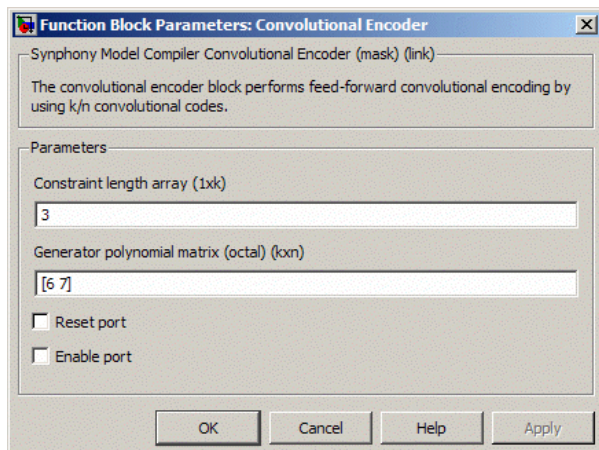 Function Block Parameters: Convolutional Encoder
Synphony Model Compiler Convolutional Encoder (mask) (link)
The convolutional encoder block performs feed-forward convolutional encoding by
using k/n convolutional codes.
Parameters
Constraint length array (1xk)
3
Generator polynomial matrix (octal) (kxn)
[6 7]
Reset port
Enable port
OK Cancel Help Apply